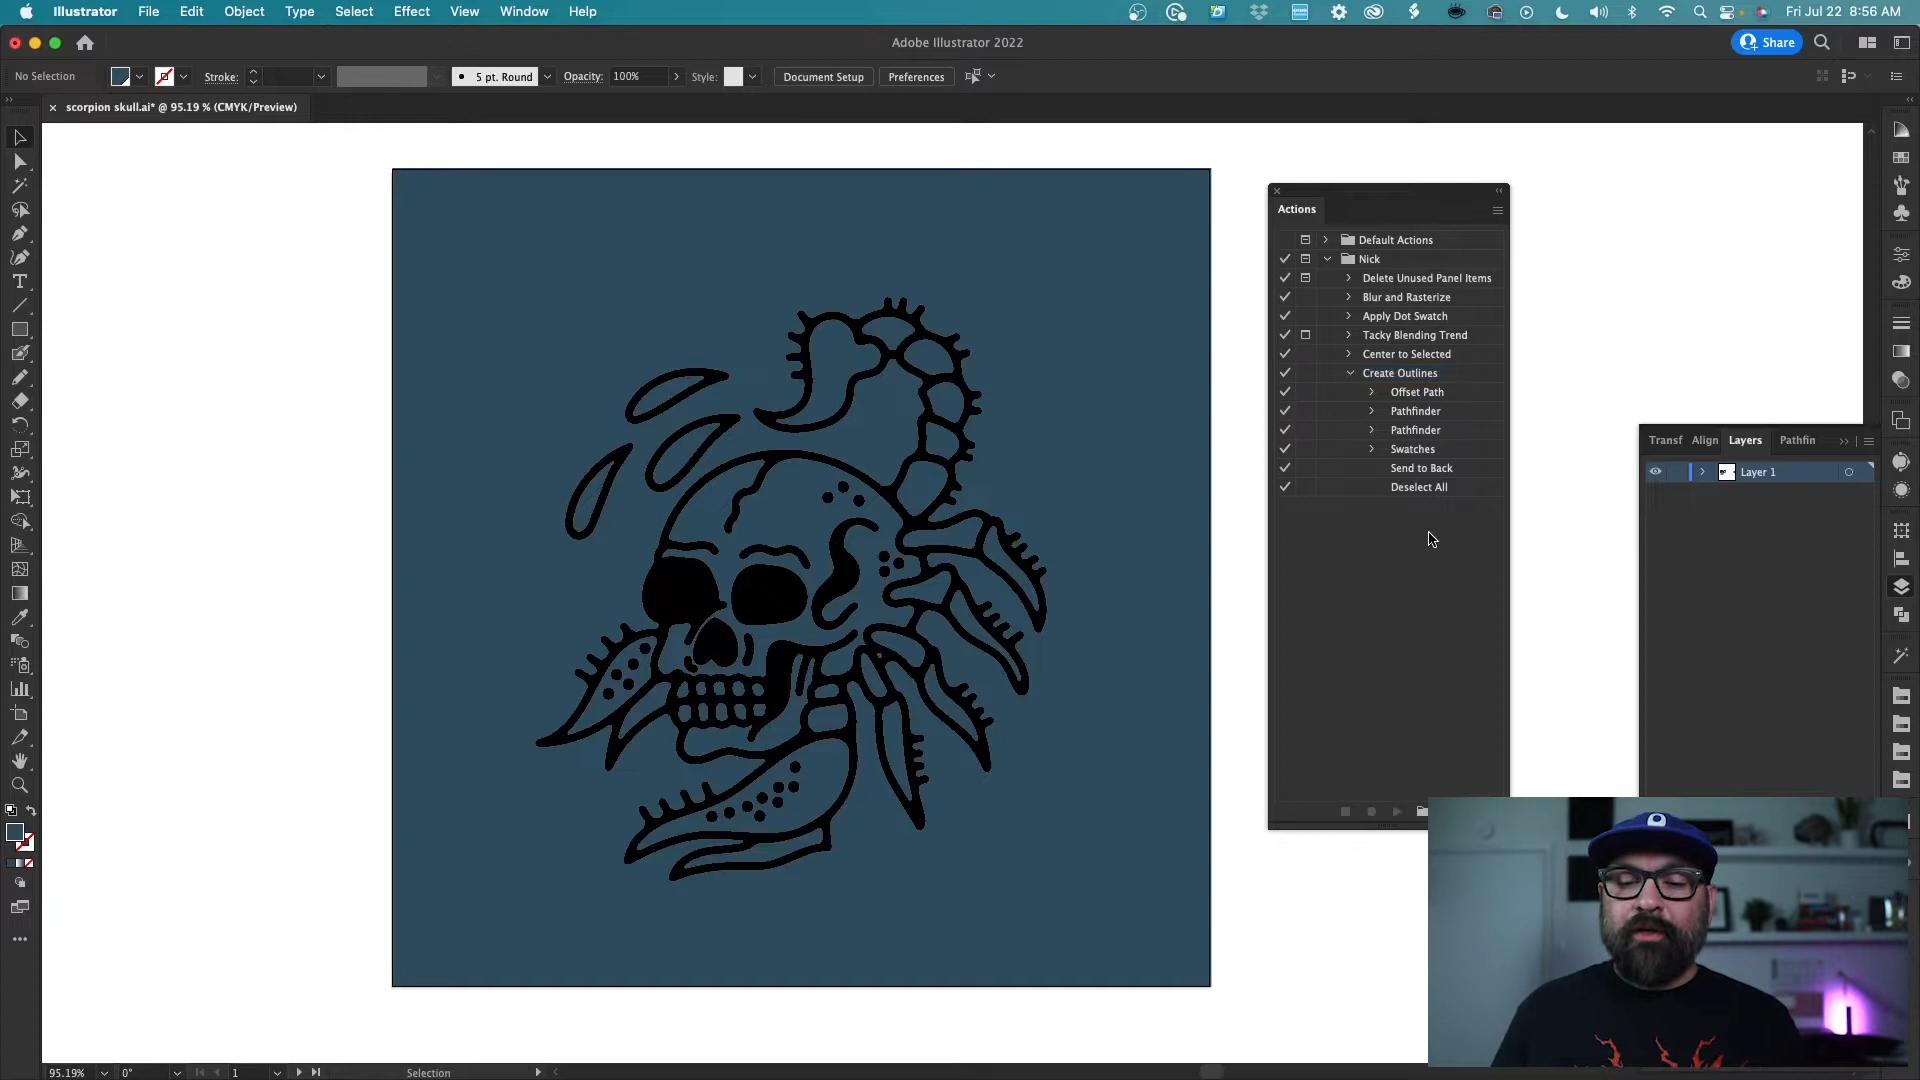 Illustrator File Edit Object Type Select Effect View Window Help Fri Jul 22 8:56 AM
Adobe Illustrator 2022 Share
No Selection Stroke: 5 pt. Round Opacity: 100% Style: Document Setup Preferences
scorpion skull.ai* @ 95.19 % (CMYK/Preview)
Actions
Default Actions
Nick
Delete Unused Panel Items
Blur and Rasterize
Apply Dot Swatch
Tacky Blending Trend
Center to Selected
Create Outlines
Offset Path
Pathfinder
Pathfinder
Swatches
Send to Back
Deselect All
Transf Align Layers Pathfin
Layer 1
95.19% 0° 1 Selection